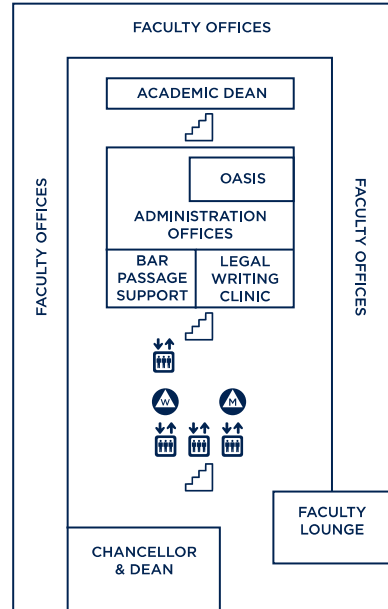 FACULTY OFFICES
ACADEMIC DEAN
OASIS
ADMINISTRATION
OFFICES
FACULTY OFFICES
FACULTY OFFICES
BAR
PASSAGE
SUPPORT
LEGAL
WRITING
CLINIC
W
M
FACULTY
LOUNGE
CHANCELLOR
& DEAN